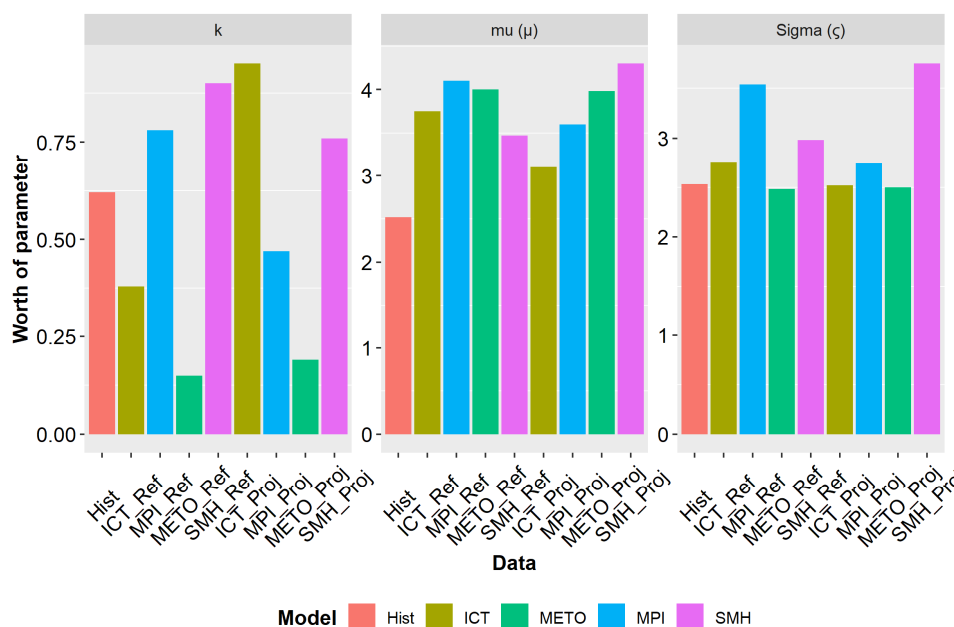 k
mu (μ)
Sigma (ς)
Worth of parameter
0.75
0.50
0.25
0.00
4
3
2
1
0
3
2
1
0
Hist
ICT_Ref
MPI_Ref
METO_Ref
SMH_Ref
ICT_Proj
MPI_Proj
METO_Proj
SMH_Proj
Hist
ICT_Ref
MPI_Ref
METO_Ref
SMH_Ref
ICT_Proj
MPI_Proj
METO_Proj
SMH_Proj
Hist
ICT_Ref
MPI_Ref
METO_Ref
SMH_Ref
ICT_Proj
MPI_Proj
METO_Proj
SMH_Proj
Data
Model Hist ICT METO MPI SMH